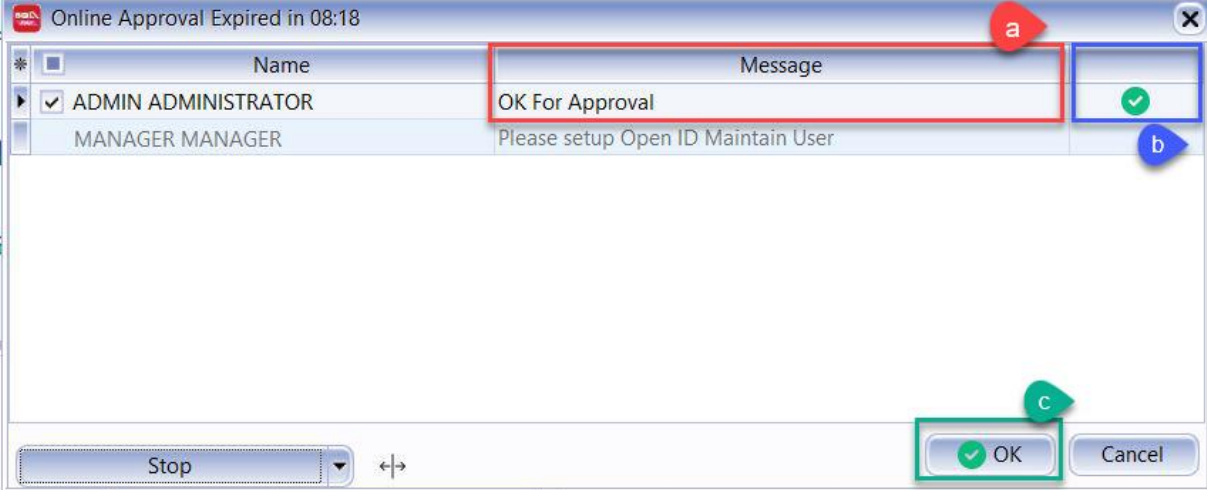 Online Approval Expired in 08:18
a
Name Message
ADMIN ADMINISTRATOR OK For Approval
MANAGER MANAGER Please setup Open ID Maintain User
b
c
Stop OK Cancel